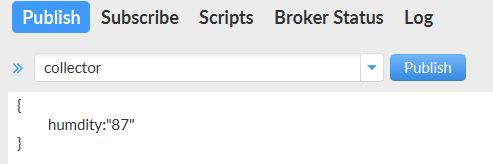 Publish Subscribe Scripts Broker Status Log
collector Publish
{
humdity:"87"
}